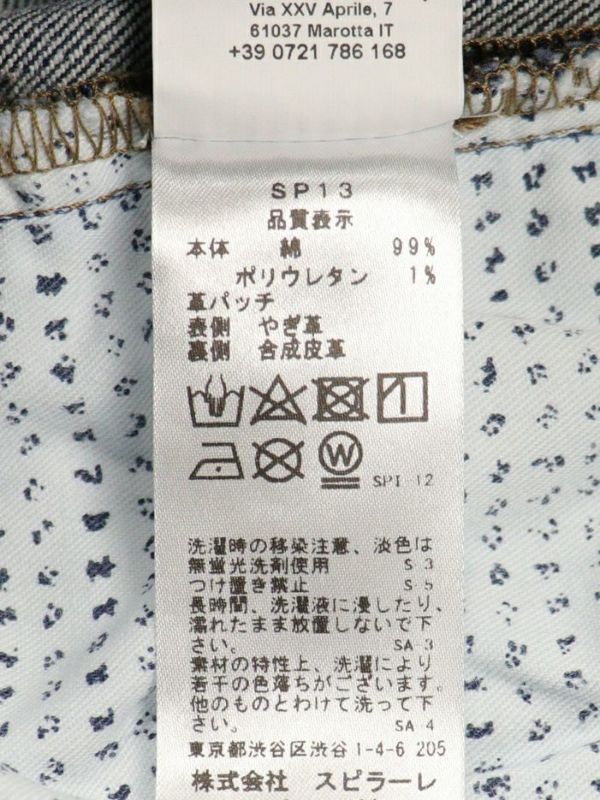 Via XXV Aprile, 7
61037 Marotta IT
+39 0721 786 168
SP13
品質表示
本体 綿 99%
ポリウレタン 1%
革パッチ
表側 やぎ革
裏側 合成皮革
W
SPI-12
洗濯時の移染注意、淡色は
無蛍光洗剤使用 S 3
つけ置き禁止 S 5
長時間、洗濯液に浸したり、
濡れたまま放置しないで下
さい。 SA 3
素材の特性上、洗濯により
若干の色落ちがございます。
他のものとわけて洗って下
さい。 SA 4
東京都渋谷区渋谷1-4-6 205
株式会社 スピラーレ